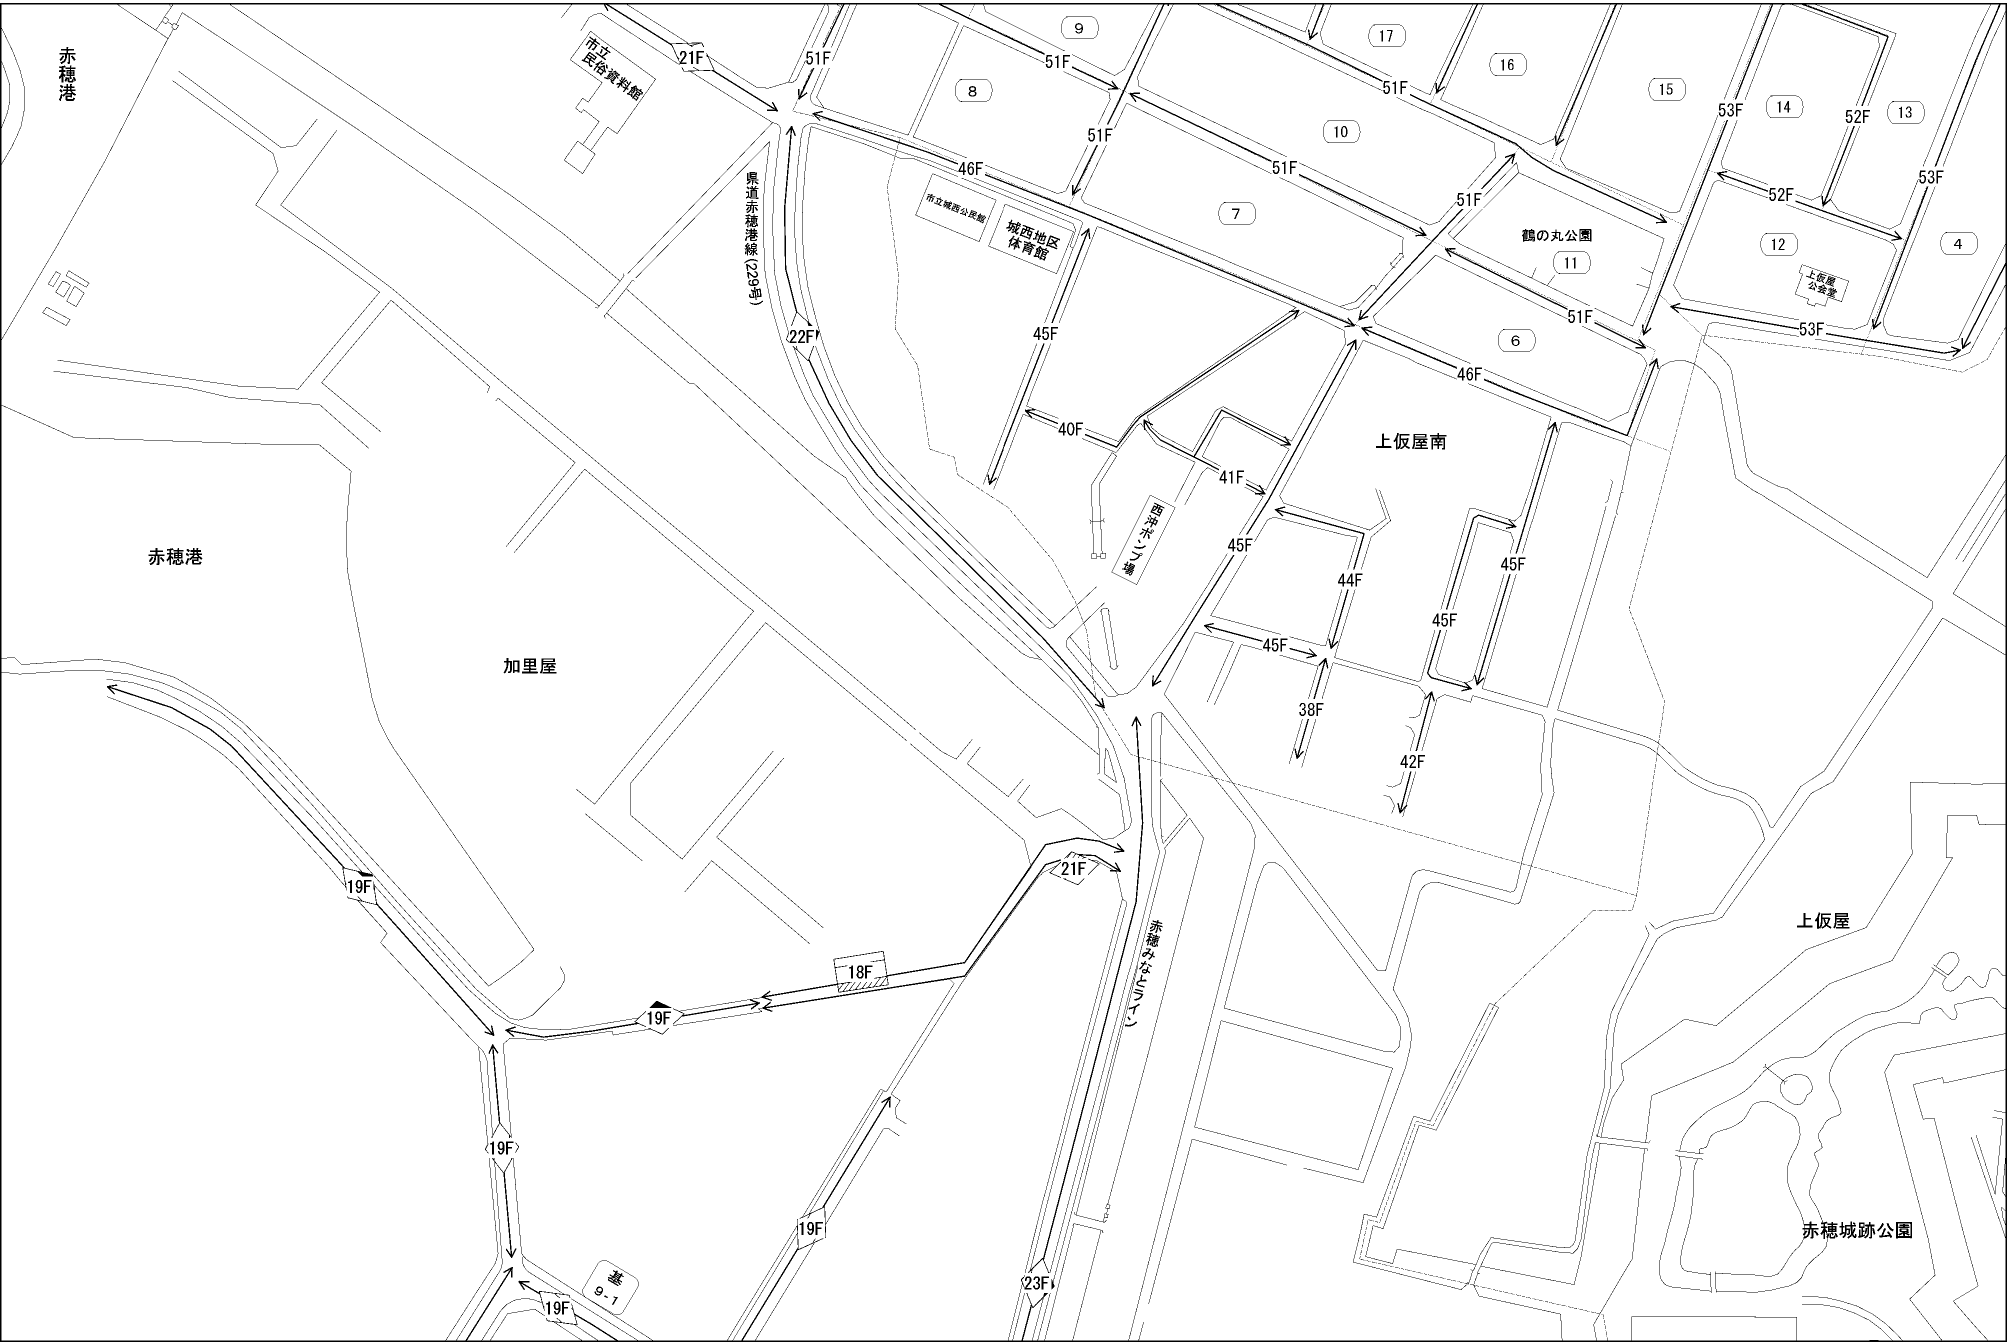 赤穂港
市立
民俗資料館
21F
51F
51F
9
17
16
15
14
13
8
51F
53F
52F
51F
10
51F
46F
51F
52F
53F
市立城西公民館
城西地区
体育館
7
51F
鶴の丸公園
11
12
4
上仮屋
公会堂
県道赤穂港線(229号)
22F
45F
51F
53F
6
46F
40F
41F
上仮屋南
西沖ポンプ場
45F
44F
45F
45F
45F
38F
42F
赤穂港
加里屋
19F
21F
18F
19F
赤穂みなとライン
上仮屋
19F
19F
23F
基
9-1
19F
赤穂城跡公園